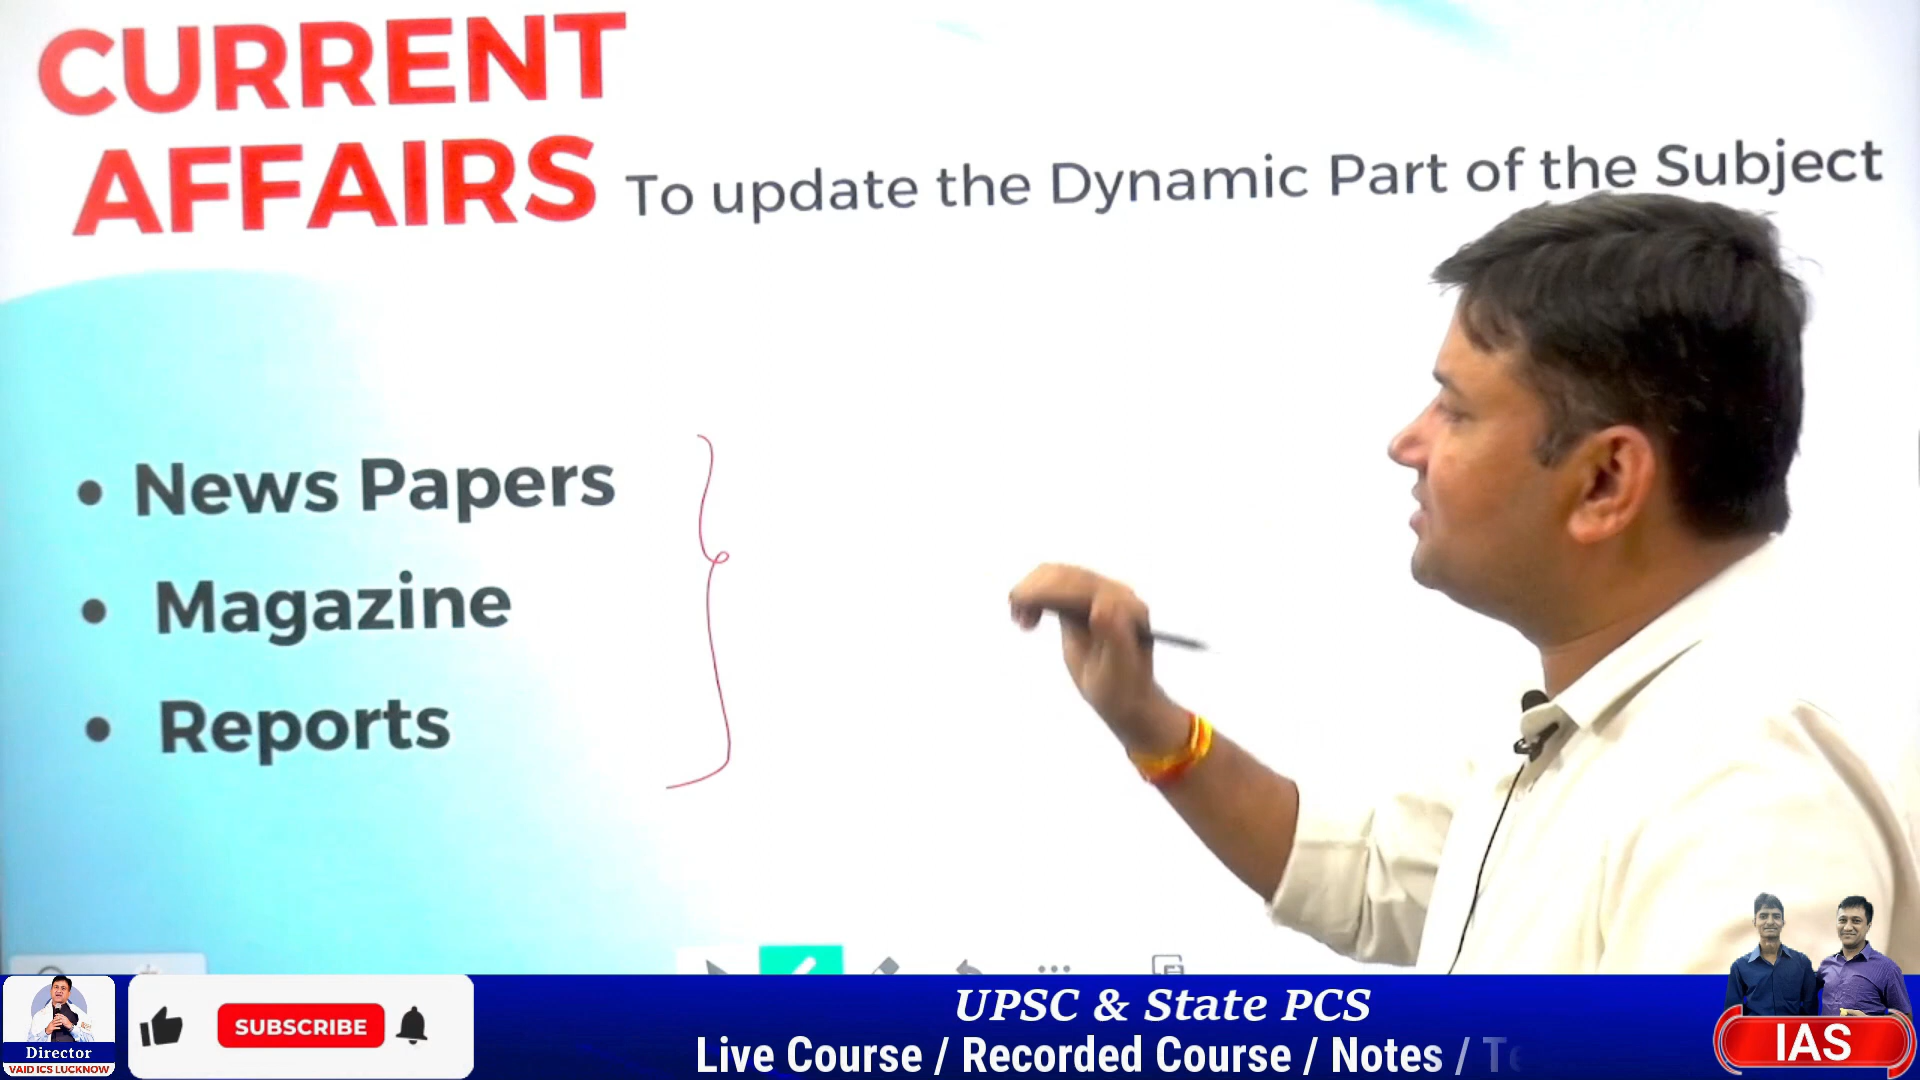 CURRENT
AFFAIRS To update the Dynamic Part of the Subject
• News Papers
• Magazine
• Reports
Director
VAID ICS LUCKNOW
SUBSCRIBE
UPSC & State PCS
Live Course / Recorded Course / Notes /
IAS